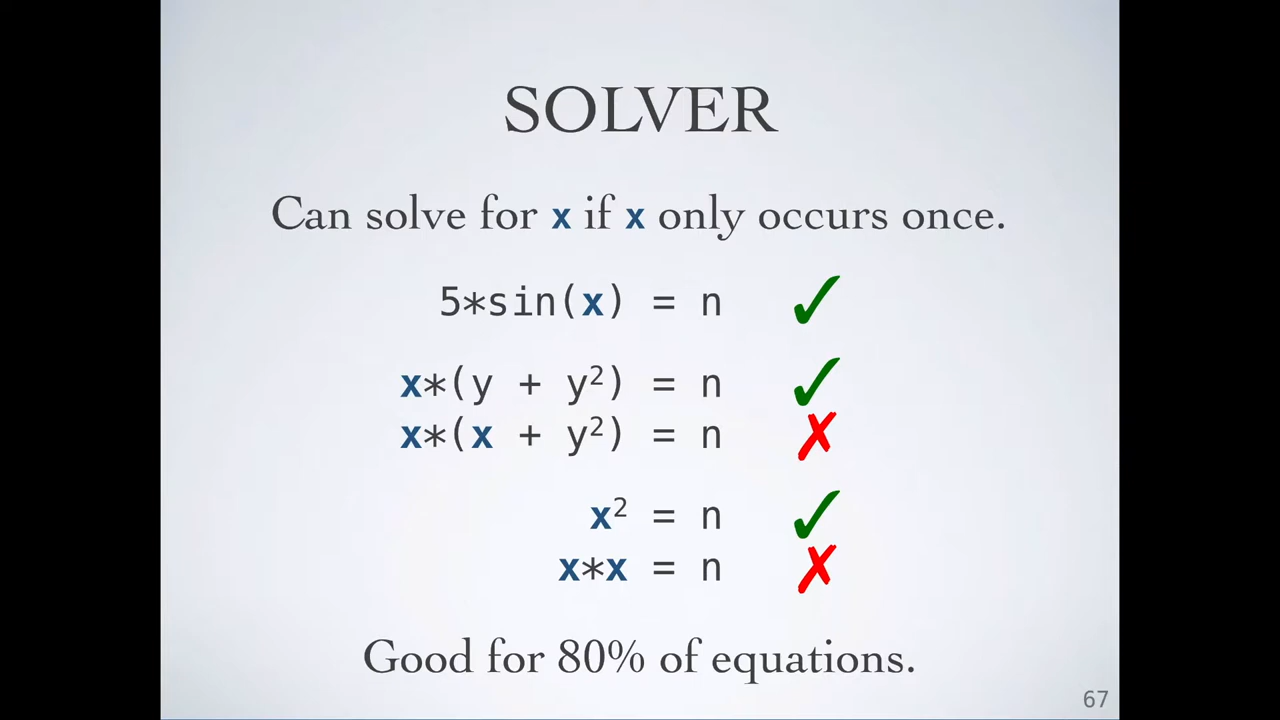 SOLVER
Can solve for x if x only occurs once.
5*sin(x) = n ✓
x*(y + y²) = n ✓
x*(x + y²) = n ✗
x² = n ✓
x*x = n ✗
Good for 80% of equations.
67